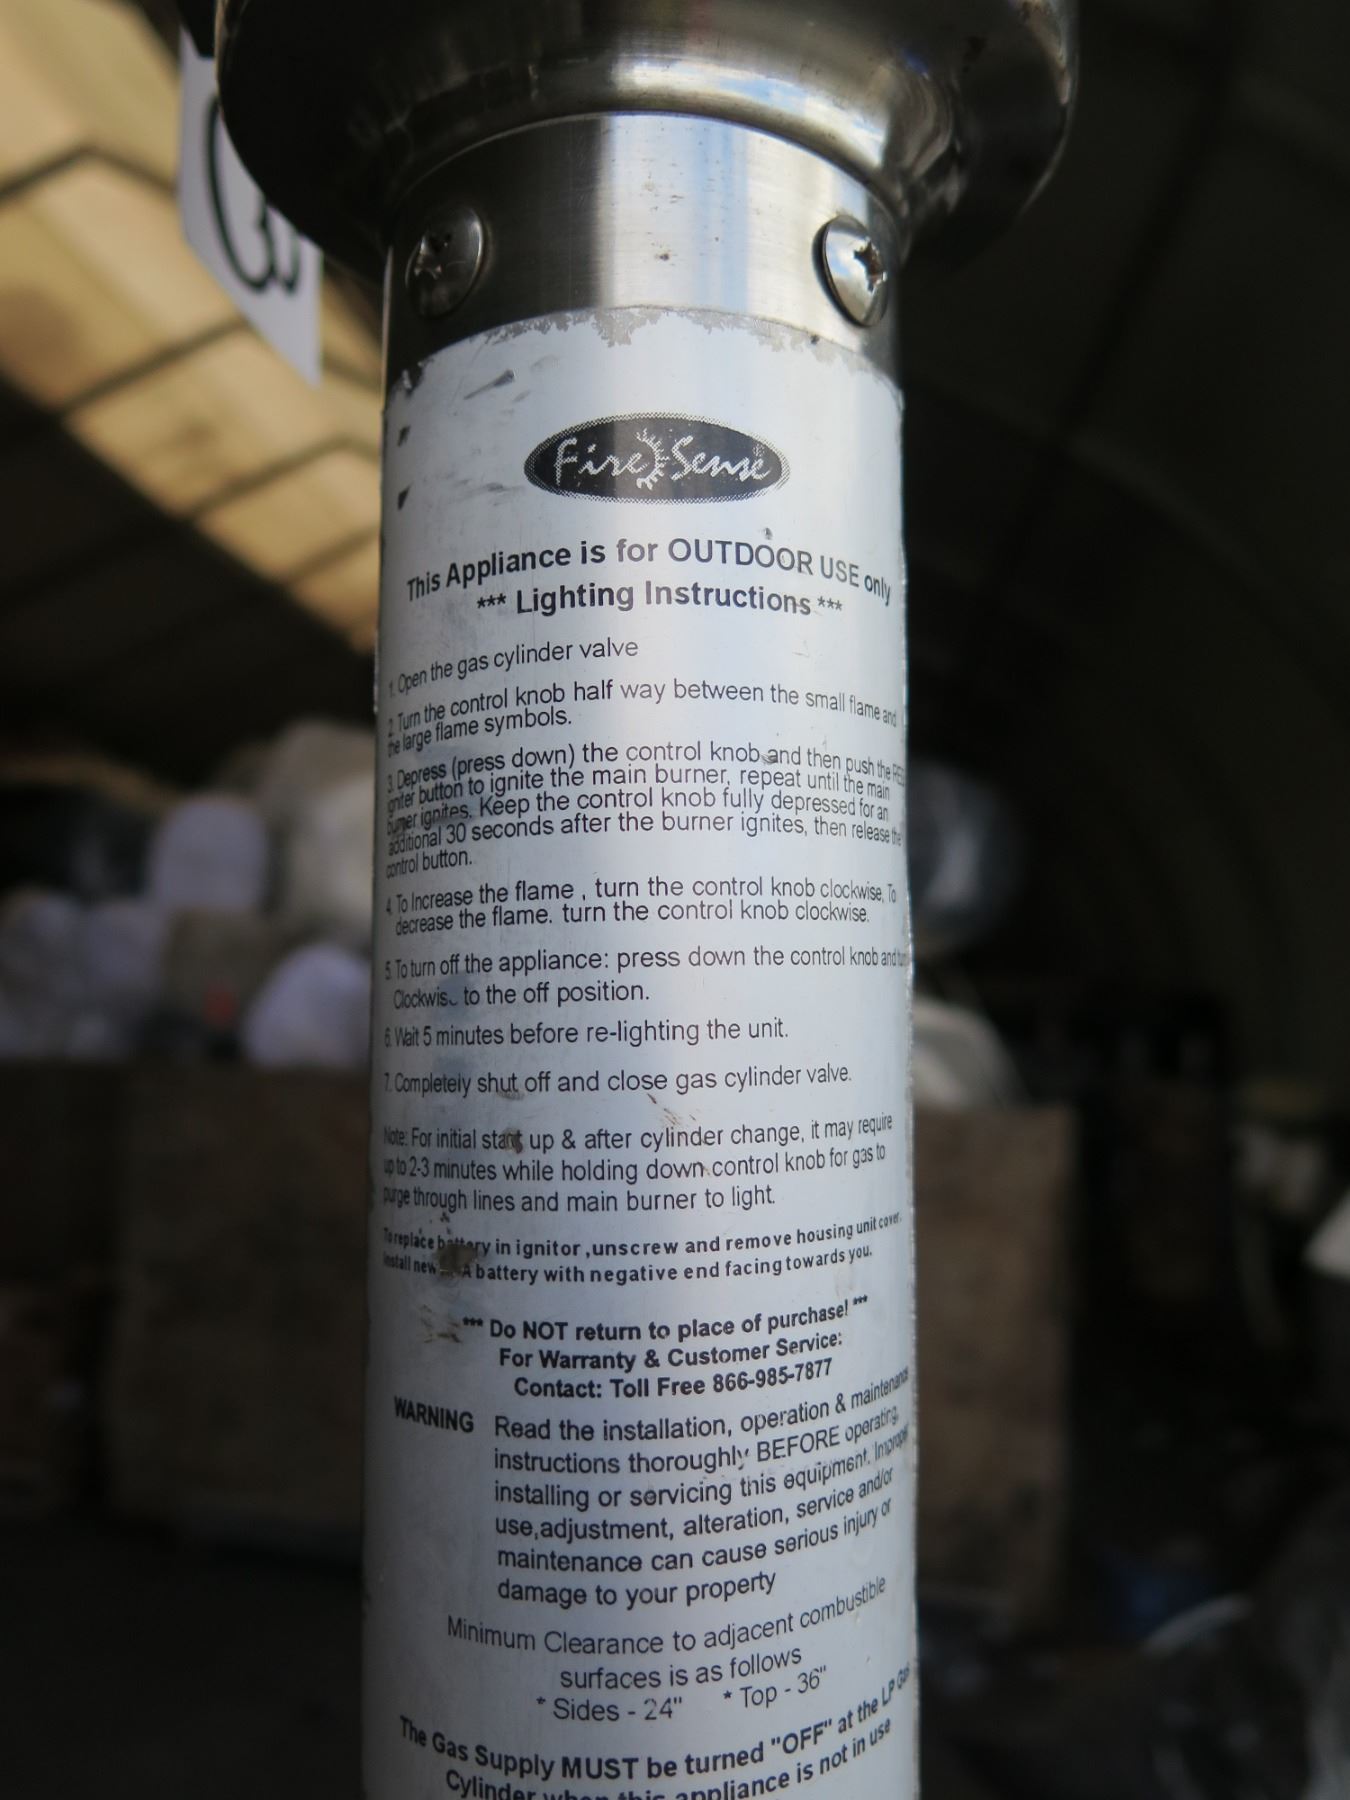 Fire Sense
This Appliance is for OUTDOOR USE only
*** Lighting Instructions ***
1. Open the gas cylinder valve
2. Turn the control knob half way between the small flame and
the large flame symbols.
3. Depress (press down) the control knob and then push the
igniter button to ignite the main burner, repeat until the main
burner ignites. Keep the control knob fully depressed for an
additional 30 seconds after the burner ignites, then release the
control button.
4. To Increase the flame , turn the control knob clockwise, To
decrease the flame. turn the control knob clockwise.
5. To turn off the appliance: press down the control knob and turn
Clockwise to the off position.
6. Wait 5 minutes before re-lighting the unit.
7. Completely shut off and close gas cylinder valve.
Note: For initial start up & after cylinder change, it may require
up to 2-3 minutes while holding down control knob for gas to
purge through lines and main burner to light.
To replace battery in ignitor ,unscrew and remove housing unit cover.
install new battery with negative end facing towards you.
*** Do NOT return to place of purchase! ***
For Warranty & Customer Service:
Contact: Toll Free 866-985-7877
WARNING Read the installation, operation & maintenance
instructions thoroughly BEFORE operating,
installing or servicing this equipment. Improper
use,adjustment, alteration, service and/or
maintenance can cause serious injury or
damage to your property
Minimum Clearance to adjacent combustible
surfaces is as follows
* Sides - 24" * Top - 36"
The Gas Supply MUST be turned "OFF" at the LP Gas
Cylinder when this appliance is not in use